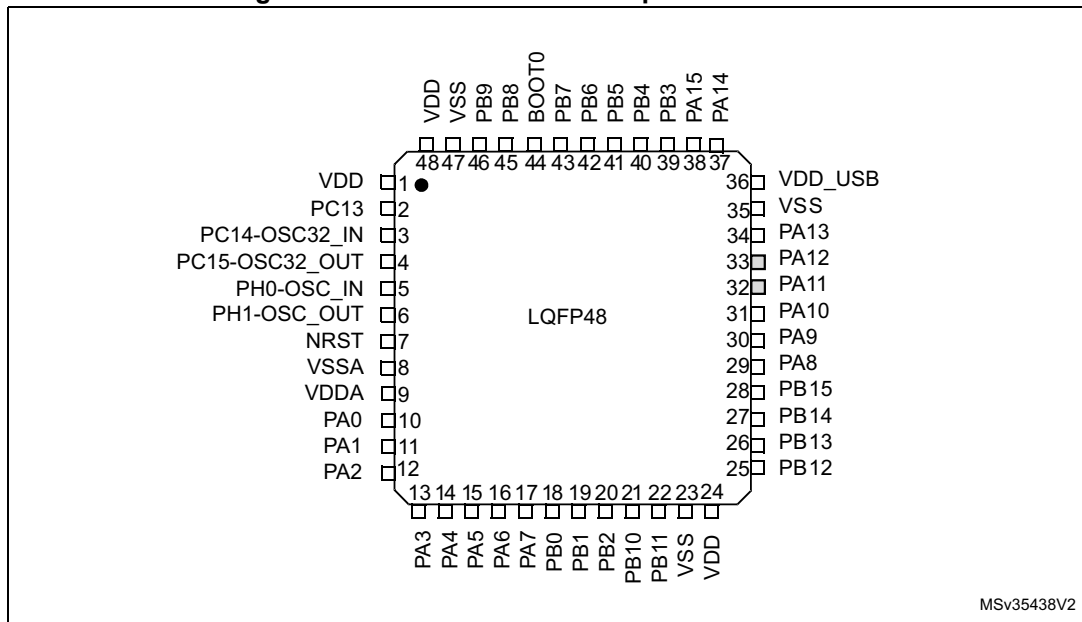 VDD
VSS
PB9
PB8
BOOT0
PB7
PB6
PB5
PB4
PB3
PA15
PA14
48 47 46 45 44 43 42 41 40 39 38 37
VDD 1
PC13 2
PC14-OSC32_IN 3
PC15-OSC32_OUT 4
PH0-OSC_IN 5
PH1-OSC_OUT 6
NRST 7
VSSA 8
VDDA 9
PA0 10
PA1 11
PA2 12
LQFP48
36 VDD_USB
35 VSS
34 PA13
33 PA12
32 PA11
31 PA10
30 PA9
29 PA8
28 PB15
27 PB14
26 PB13
25 PB12
13 14 15 16 17 18 19 20 21 22 23 24
PA3
PA4
PA5
PA6
PA7
PB0
PB1
PB2
PB10
PB11
VSS
VDD
MSv35438V2